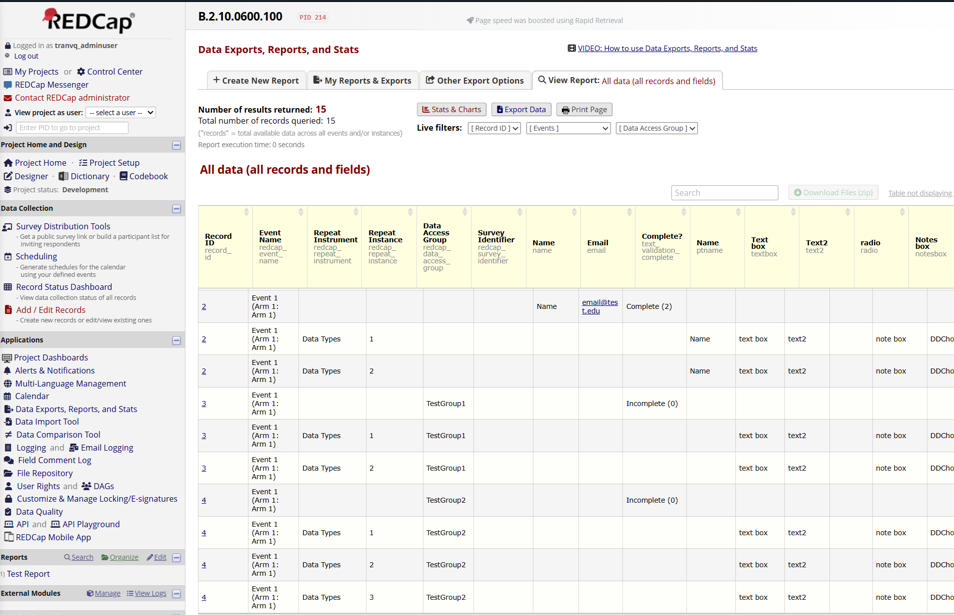 REDCap
Logged in as tranvq_adminuser
Log out
My Projects or Control Center
REDCap Messenger
Contact REDCap administrator
View project as user: -- select a user --
Enter PID to go to project
Project Home and Design
Project Home · Project Setup
Designer · Dictionary · Codebook
Project status: Development
Data Collection
Survey Distribution Tools
- Get a public survey link or build a participant list for
inviting respondents
Scheduling
- Generate schedules for the calendar
using your defined events
Record Status Dashboard
- View data collection status of all records
Add / Edit Records
- Create new records or edit/view existing ones
Applications
Project Dashboards
Alerts & Notifications
Multi-Language Management
Calendar
Data Exports, Reports, and Stats
Data Import Tool
Data Comparison Tool
Logging and Email Logging
Field Comment Log
File Repository
User Rights and DAGs
Customize & Manage Locking/E-signatures
Data Quality
API and API Playground
REDCap Mobile App
Reports Search Organize Edit
1) Test Report
External Modules Manage View Logs
B.2.10.0600.100 PID 214
Page speed was boosted using Rapid Retrieval
Data Exports, Reports, and Stats
VIDEO: How to use Data Exports, Reports, and Stats
+ Create New Report My Reports & Exports Other Export Options View Report: All data (all records and fields)
Number of results returned: 15
Total number of records queried: 15
("records" = total available data across all events and/or instances)
Report execution time: 0 seconds
Stats & Charts Export Data Print Page
Live filters: [ Record ID ] [ Events ] [ Data Access Group ]
All data (all records and fields)
Search Download Files (zip) Table not displaying
Record ID record_id Event Name redcap_event_name Repeat Instrument redcap_repeat_instrument Repeat Instance redcap_repeat_instance Data Access Group redcap_data_access_group Survey Identifier redcap_survey_identifier Name name Email email Complete? text_validation_complete Name ptname Text box textbox Text2 text2 radio radio Notes box notesbox
2 Event 1 (Arm 1: Arm 1) Name email@test.edu Complete (2)
2 Event 1 (Arm 1: Arm 1) Data Types 1 Name text box text2 note box DDCho
2 Event 1 (Arm 1: Arm 1) Data Types 2 Name text box text2 note box DDCho
3 Event 1 (Arm 1: Arm 1) TestGroup1 Incomplete (0)
3 Event 1 (Arm 1: Arm 1) Data Types 1 TestGroup1 text box text2 note box DDCho
3 Event 1 (Arm 1: Arm 1) Data Types 2 TestGroup1 text box text2 note box DDCho
4 Event 1 (Arm 1: Arm 1) TestGroup2 Incomplete (0)
4 Event 1 (Arm 1: Arm 1) Data Types 1 TestGroup2 text box text2 note box DDCho
4 Event 1 (Arm 1: Arm 1) Data Types 2 TestGroup2 text box text2 note box DDCho
4 Event 1 (Arm 1: Arm 1) Data Types 3 TestGroup2 text box text2 note box DDCho